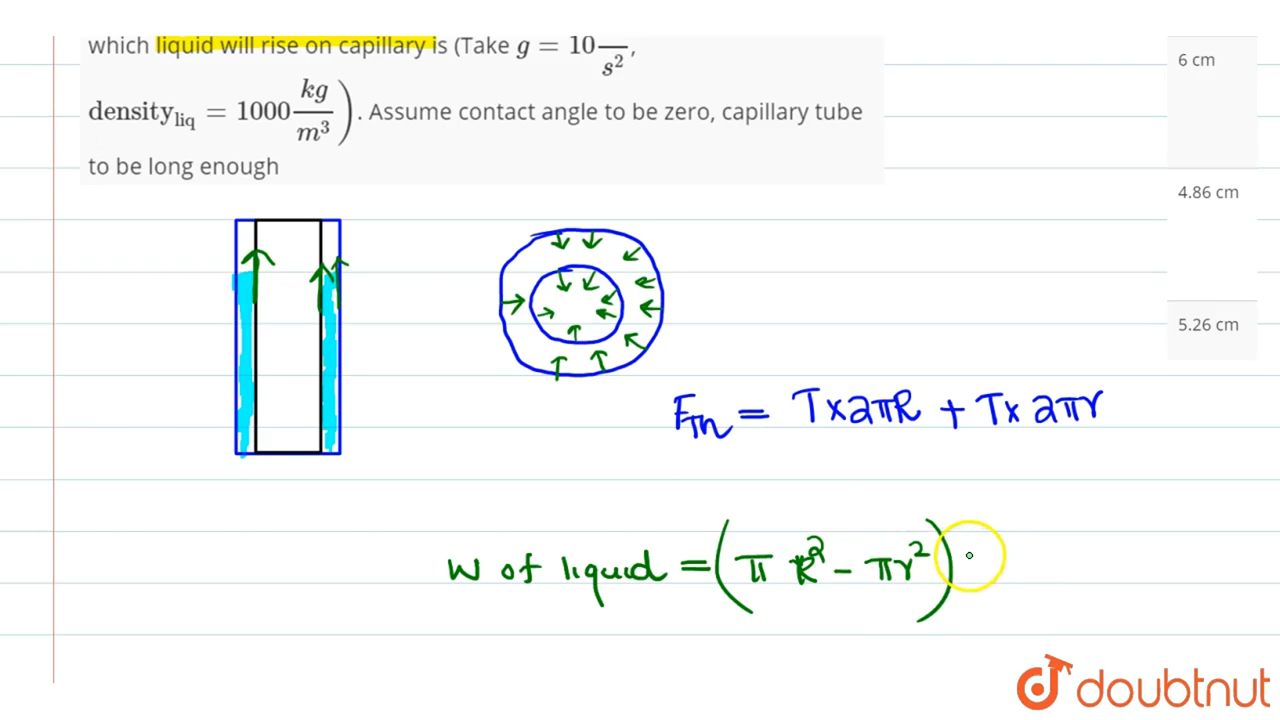 which liquid will rise on capillary is (Take g = 10 — s²,
density_liq = 1000 kg/m³). Assume contact angle to be zero, capillary tube
to be long enough
6 cm
4.86 cm
5.26 cm
F_Tn = T×2πR + T×2πr
W of liquid = (πR² − πr²)
doubtnut